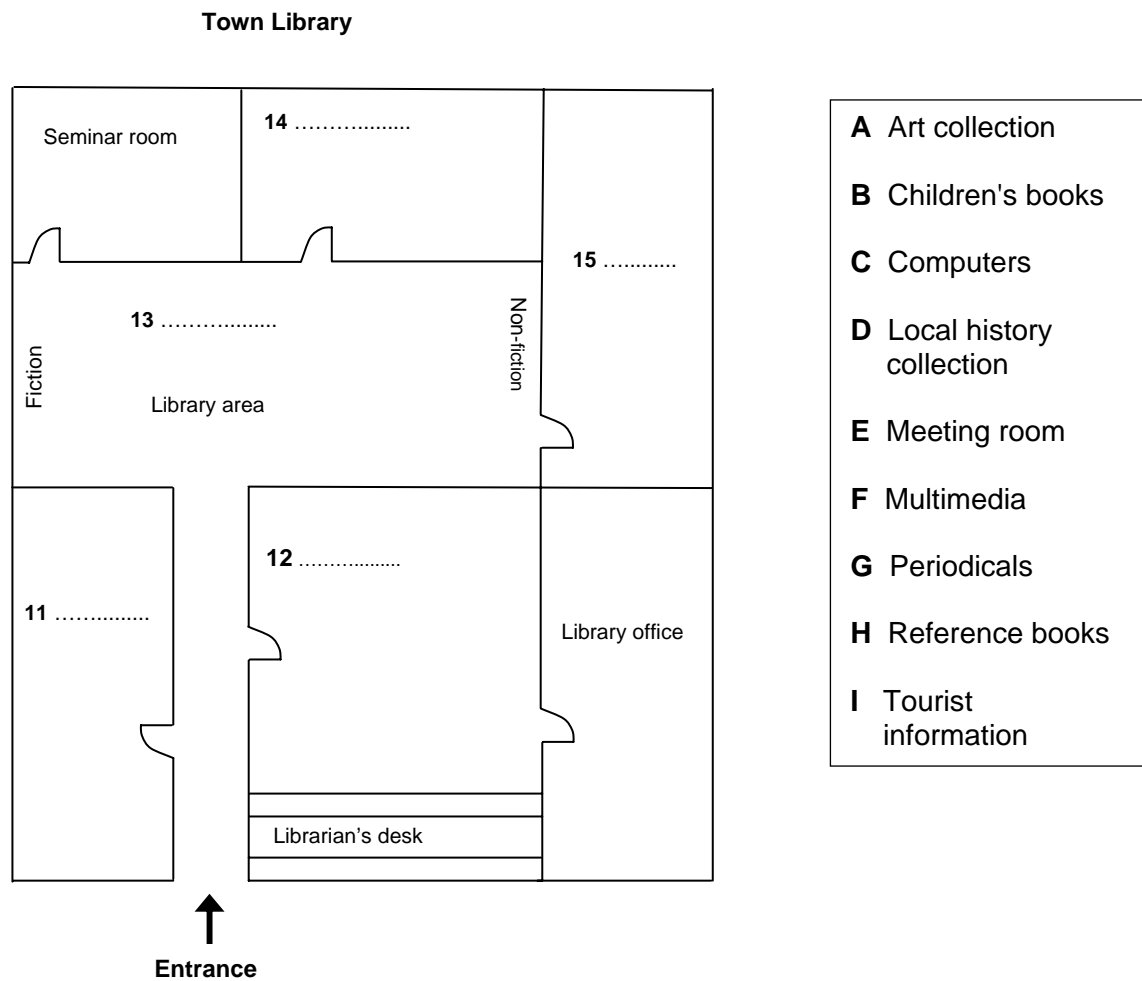 Town Library
Seminar room
14 ……….........
15 ….........
13 ……….........
Non-fiction
Fiction
Library area
12 ……….........
11 …….........
Library office
Librarian’s desk
Entrance
A Art collection
B Children's books
C Computers
D Local history
collection
E Meeting room
F Multimedia
G Periodicals
H Reference books
I Tourist
information